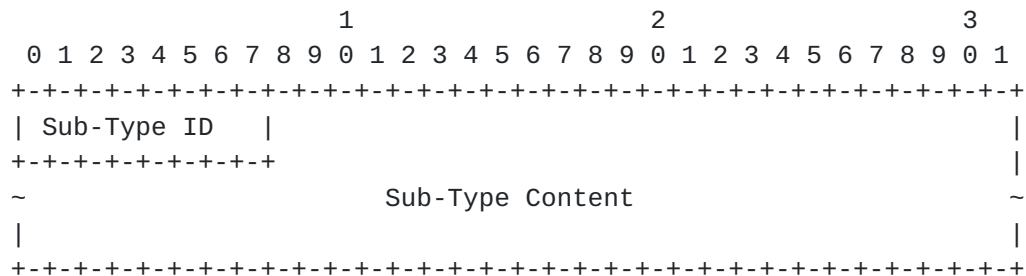 1                   2                   3
 0 1 2 3 4 5 6 7 8 9 0 1 2 3 4 5 6 7 8 9 0 1 2 3 4 5 6 7 8 9 0 1
+-+-+-+-+-+-+-+-+-+-+-+-+-+-+-+-+-+-+-+-+-+-+-+-+-+-+-+-+-+-+-+-+
| Sub-Type ID   |                                               |
+-+-+-+-+-+-+-+-+                                               |
~                       Sub-Type Content                        ~
|                                                               |
+-+-+-+-+-+-+-+-+-+-+-+-+-+-+-+-+-+-+-+-+-+-+-+-+-+-+-+-+-+-+-+-+